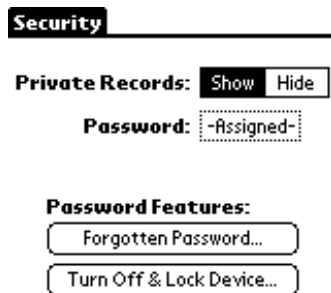 Security
Private Records: Show Hide
Password: -Assigned-
Password Features:
Forgotten Password...
Turn Off & Lock Device...